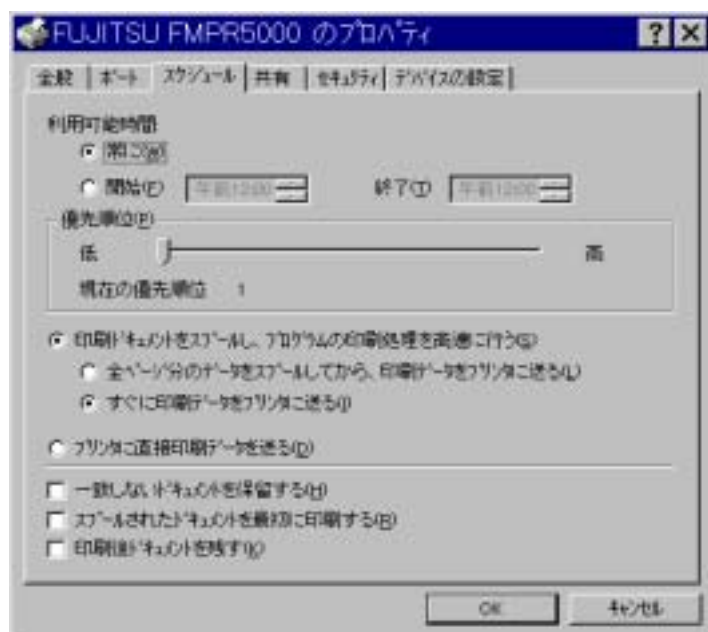 FUJITSU FMPR5000 のﾌﾟﾛﾊﾟﾃｨ
全般 ﾎﾟｰﾄ ｽｹｼﾞｭｰﾙ 共有 ｾｷｭﾘﾃｨ ﾃﾞﾊﾞｲｽの設定
利用可能時間
常に(W)
開始(F) 午前12:00 終了(T) 午前12:00
優先順位(P)
低 高
現在の優先順位 1
印刷ﾄﾞｷｭﾒﾝﾄをｽﾌﾟｰﾙし、ﾌﾟﾛｸﾞﾗﾑの印刷処理を高速に行う(S)
全ﾍﾟｰｼﾞ分のﾃﾞｰﾀをｽﾌﾟｰﾙしてから、印刷ﾃﾞｰﾀをﾌﾟﾘﾝﾀに送る(L)
すぐに印刷ﾃﾞｰﾀをﾌﾟﾘﾝﾀに送る(I)
ﾌﾟﾘﾝﾀに直接印刷ﾃﾞｰﾀを送る(D)
一致しないﾄﾞｷｭﾒﾝﾄを保留する(H)
ｽﾌﾟｰﾙされたﾄﾞｷｭﾒﾝﾄを最初に印刷する(R)
印刷後ﾄﾞｷｭﾒﾝﾄを残す(K)
OK ｷｬﾝｾﾙ